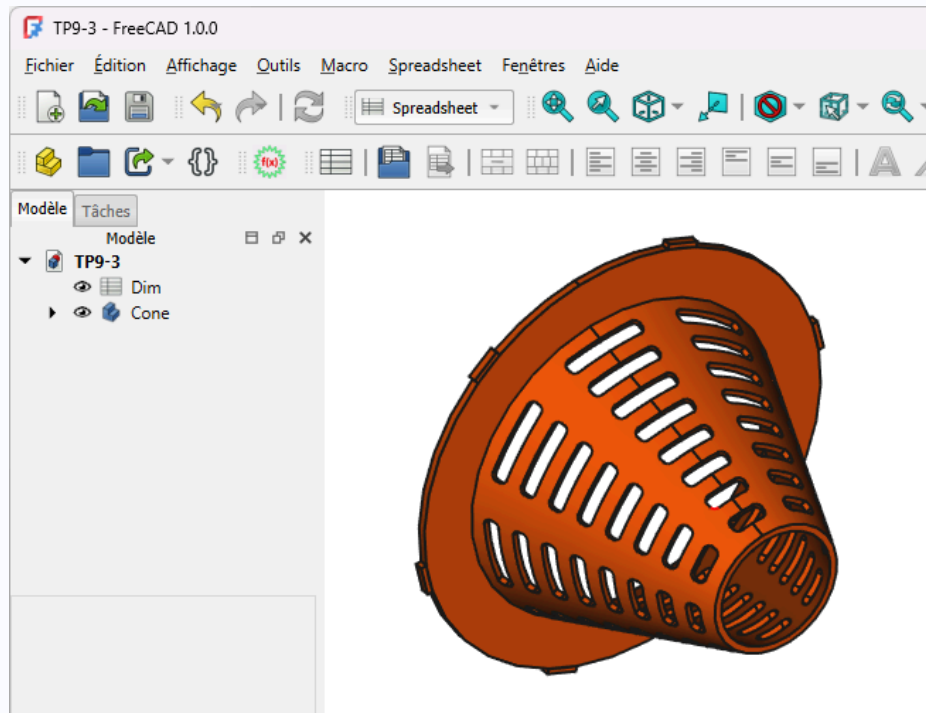 TP9-3 - FreeCAD 1.0.0
Fichier Édition Affichage Outils Macro Spreadsheet Fenêtres Aide
Spreadsheet
{} f(x) A
Modèle Tâches
Modèle
TP9-3
Dim
Cone